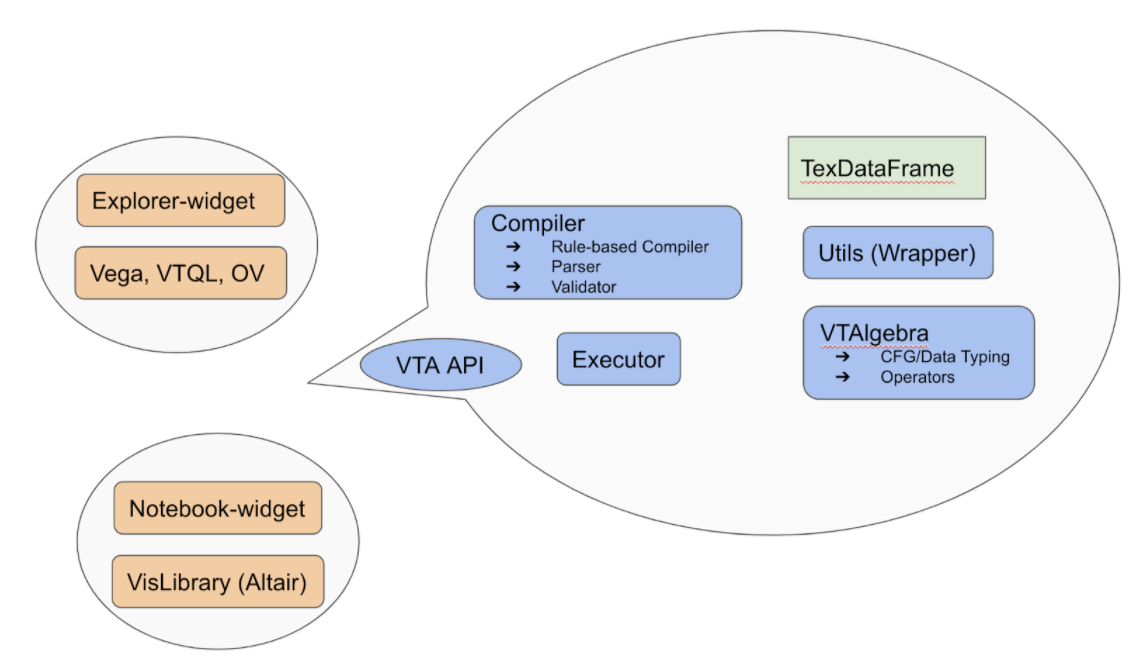 Explorer-widget
Vega, VTQL, OV
TexDataFrame
Compiler
➔ Rule-based Compiler
➔ Parser
➔ Validator
Utils (Wrapper)
VTAlgebra
➔ CFG/Data Typing
➔ Operators
VTA API
Executor
Notebook-widget
VisLibrary (Altair)